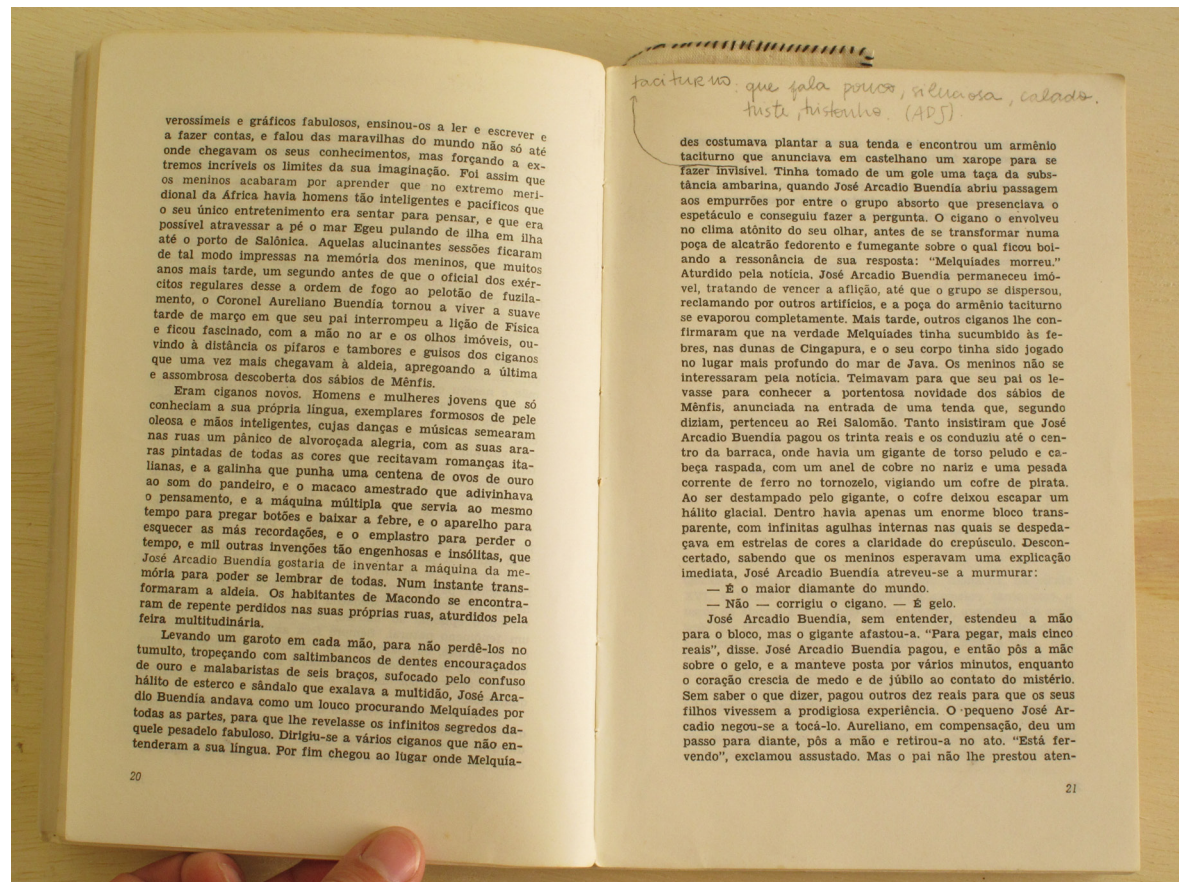 verossímeis e gráficos fabulosos, ensinou-os a ler e escrever e
a fazer contas, e falou das maravilhas do mundo não só até
onde chegavam os seus conhecimentos, mas forçando a ex-
tremos incríveis os limites da sua imaginação. Foi assim que
os meninos acabaram por aprender que no extremo meri-
dional da África havia homens tão inteligentes e pacíficos que
o seu único entretenimento era sentar para pensar, e que era
possível atravessar a pé o mar Egeu pulando de ilha em ilha
até o porto de Salônica. Aquelas alucinantes sessões ficaram
de tal modo impressas na memória dos meninos, que muitos
anos mais tarde, um segundo antes de que o oficial dos exér-
citos regulares desse a ordem de fogo ao pelotão de fuzila-
mento, o Coronel Aureliano Buendía tornou a viver a suave
tarde de março em que seu pai interrompeu a lição de Física
e ficou fascinado, com a mão no ar e os olhos imóveis, ou-
vindo à distância os pífaros e tambores e guisos dos ciganos
que uma vez mais chegavam à aldeia, apregoando a última
e assombrosa descoberta dos sábios de Mênfis.
Eram ciganos novos. Homens e mulheres jovens que só
conheciam a sua própria língua, exemplares formosos de pele
oleosa e mãos inteligentes, cujas danças e músicas semearam
nas ruas um pânico de alvoroçada alegria, com as suas ara-
ras pintadas de todas as cores que recitavam romanças ita-
lianas, e a galinha que punha uma centena de ovos de ouro
ao som do pandeiro, e o macaco amestrado que adivinhava
o pensamento, e a máquina múltipla que servia ao mesmo
tempo para pregar botões e baixar a febre, e o aparelho para
esquecer as más recordações, e o emplastro para perder o
tempo, e mil outras invenções tão engenhosas e insólitas, que
José Arcadio Buendía gostaria de inventar a máquina da me-
mória para poder se lembrar de todas. Num instante trans-
formaram a aldeia. Os habitantes de Macondo se encontra-
ram de repente perdidos nas suas próprias ruas, aturdidos pela
feira multitudinária.
Levando um garoto em cada mão, para não perdê-los no
tumulto, tropeçando com saltimbancos de dentes encouraçados
de ouro e malabaristas de seis braços, sufocado pelo confuso
hálito de esterco e sândalo que exalava a multidão, José Arca-
dio Buendía andava como um louco procurando Melquíades por
todas as partes, para que lhe revelasse os infinitos segredos da-
quele pesadelo fabuloso. Dirigiu-se a vários ciganos que não en-
tenderam a sua língua. Por fim chegou ao lugar onde Melquía-
20
taciturno: que fala pouco, silenciosa, calado.
triste, tristonho. (ADJ)
des costumava plantar a sua tenda e encontrou um armênio
taciturno que anunciava em castelhano um xarope para se
fazer invisível. Tinha tomado de um gole uma taça da subs-
tância ambarina, quando José Arcadio Buendía abriu passagem
aos empurrões por entre o grupo absorto que presenciava o
espetáculo e conseguiu fazer a pergunta. O cigano o envolveu
no clima atônito do seu olhar, antes de se transformar numa
poça de alcatrão fedorento e fumegante sobre o qual ficou boi-
ando a ressonância de sua resposta: “Melquíades morreu.”
Aturdido pela notícia, José Arcadio Buendía permaneceu imó-
vel, tratando de vencer a aflição, até que o grupo se dispersou,
reclamando por outros artifícios, e a poça do armênio taciturno
se evaporou completamente. Mais tarde, outros ciganos lhe con-
firmaram que na verdade Melquíades tinha sucumbido às fe-
bres, nas dunas de Cingapura, e o seu corpo tinha sido jogado
no lugar mais profundo do mar de Java. Os meninos não se
interessaram pela notícia. Teimavam para que seu pai os le-
vasse para conhecer a portentosa novidade dos sábios de
Mênfis, anunciada na entrada de uma tenda que, segundo
diziam, pertenceu ao Rei Salomão. Tanto insistiram que José
Arcadio Buendía pagou os trinta reais e os conduziu até o cen-
tro da barraca, onde havia um gigante de torso peludo e ca-
beça raspada, com um anel de cobre no nariz e uma pesada
corrente de ferro no tornozelo, vigiando um cofre de pirata.
Ao ser destampado pelo gigante, o cofre deixou escapar um
hálito glacial. Dentro havia apenas um enorme bloco trans-
parente, com infinitas agulhas internas nas quais se despeda-
çava em estrelas de cores a claridade do crepúsculo. Descon-
certado, sabendo que os meninos esperavam uma explicação
imediata, José Arcadio Buendía atreveu-se a murmurar:
— É o maior diamante do mundo.
— Não — corrigiu o cigano. — É gelo.
José Arcadio Buendía, sem entender, estendeu a mão
para o bloco, mas o gigante afastou-a. “Para pegar, mais cinco
reais”, disse. José Arcadio Buendía pagou, e então pôs a mão
sobre o gelo, e a manteve posta por vários minutos, enquanto
o coração crescia de medo e de júbilo ao contato do mistério.
Sem saber o que dizer, pagou outros dez reais para que os seus
filhos vivessem a prodigiosa experiência. O pequeno José Ar-
cadio negou-se a tocá-lo. Aureliano, em compensação, deu um
passo para diante, pôs a mão e retirou-a no ato. “Está fer-
vendo”, exclamou assustado. Mas o pai não lhe prestou aten-
21